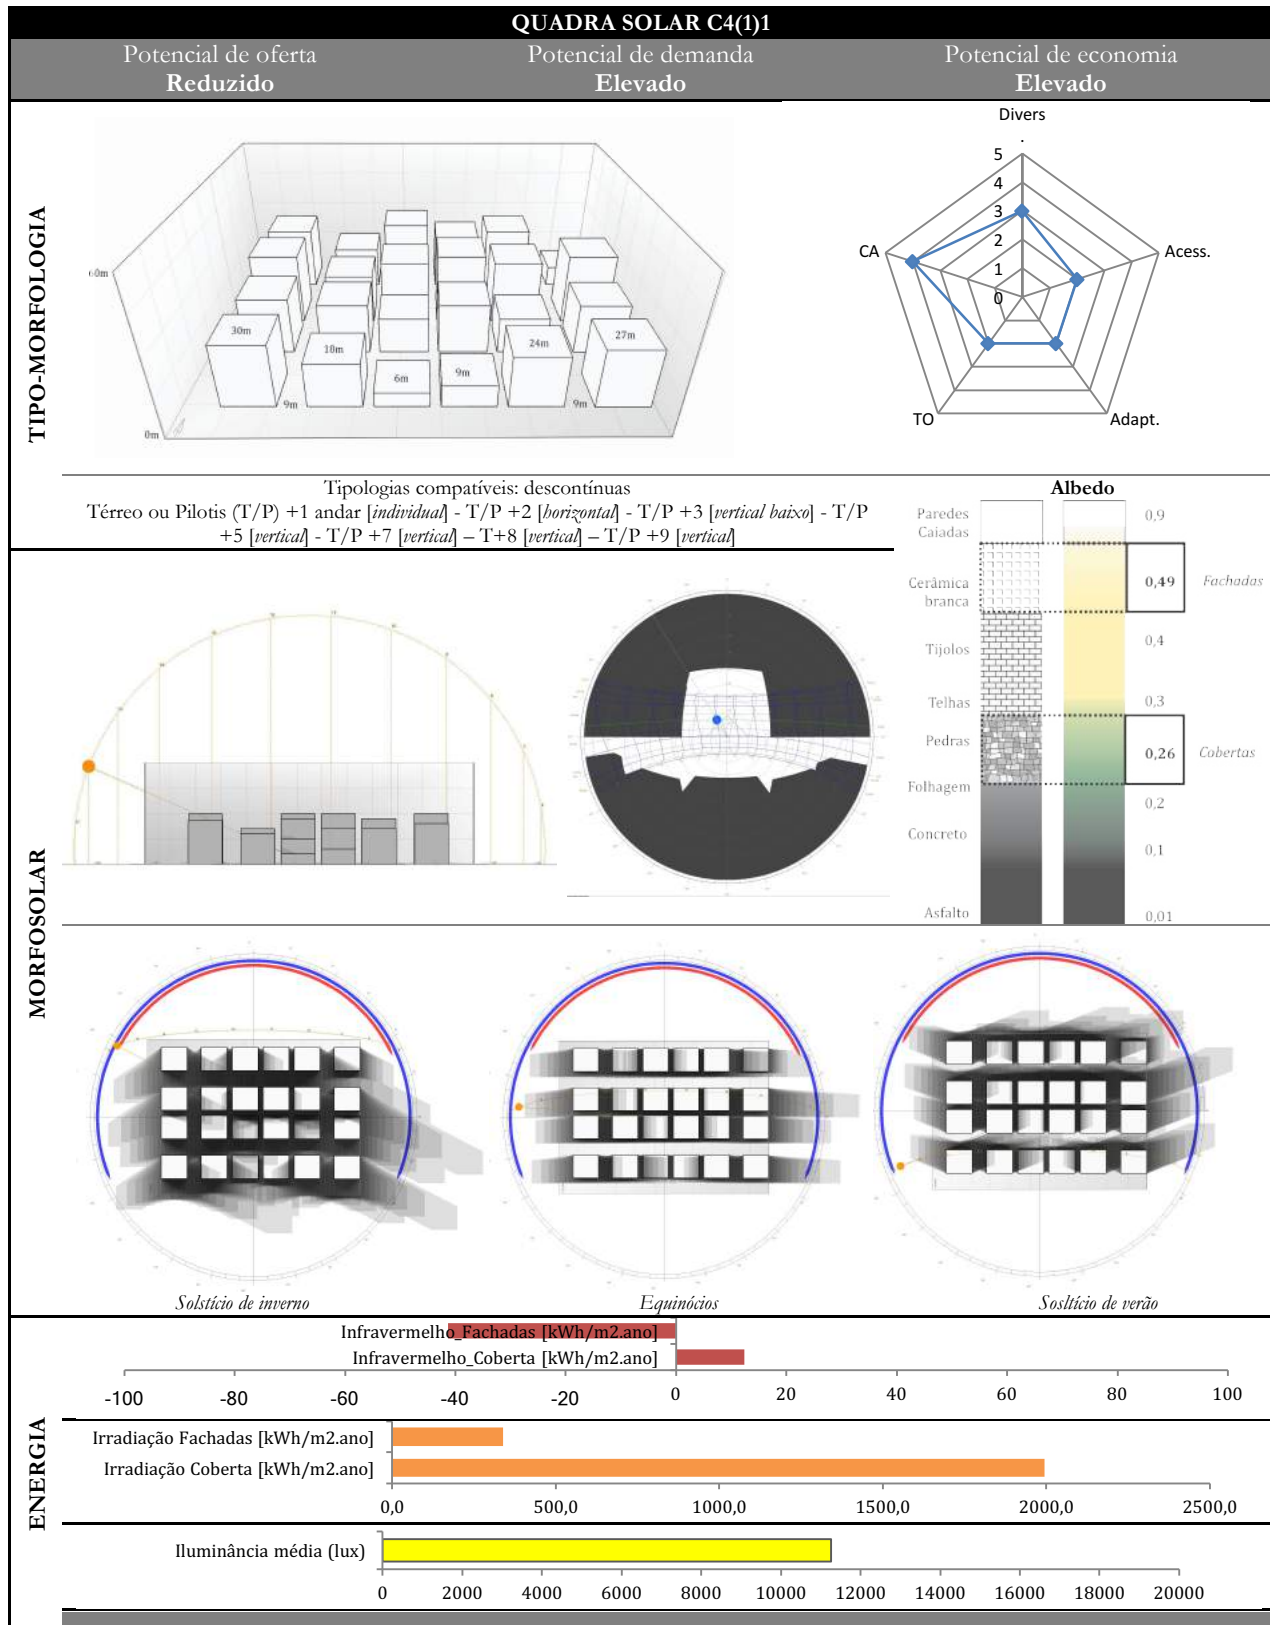 QUADRA SOLAR C4(1)1
Potencial de oferta
Reduzido
Potencial de demanda
Elevado
Potencial de economia
Elevado
TIPO-MORFOLOGIA
30m
18m
6m
9m
24m
27m
9m
9m
0m
Divers
.
5
4
3
2
1
0
CA
Acess.
TO
Adapt.
Tipologias compatíveis: descontínuas
Térreo ou Pilotis (T/P) +1 andar [individual] - T/P +2 [horizontal] - T/P +3 [vertical baixo] - T/P
+5 [vertical] - T/P +7 [vertical] – T+8 [vertical] – T/P +9 [vertical]
Albedo
Paredes
Caiadas
0,9
Cerâmica
branca
0,49
Fachadas
Tijolos
0,4
Telhas
0,3
Pedras
0,26
Cobertas
Folhagem
0,2
Concreto
0,1
Asfalto
0,01
MORFOSOLAR
Solstício de inverno
Equinócios
Sosltício de verão
ENERGIA
Infravermelho_Fachadas [kWh/m2.ano]
Infravermelho_Coberta [kWh/m2.ano]
-100 -80 -60 -40 -20 0 20 40 60 80 100
Irradiação Fachadas [kWh/m2.ano]
Irradiação Coberta [kWh/m2.ano]
0,0 500,0 1000,0 1500,0 2000,0 2500,0
Iluminância média (lux)
0 2000 4000 6000 8000 10000 12000 14000 16000 18000 20000